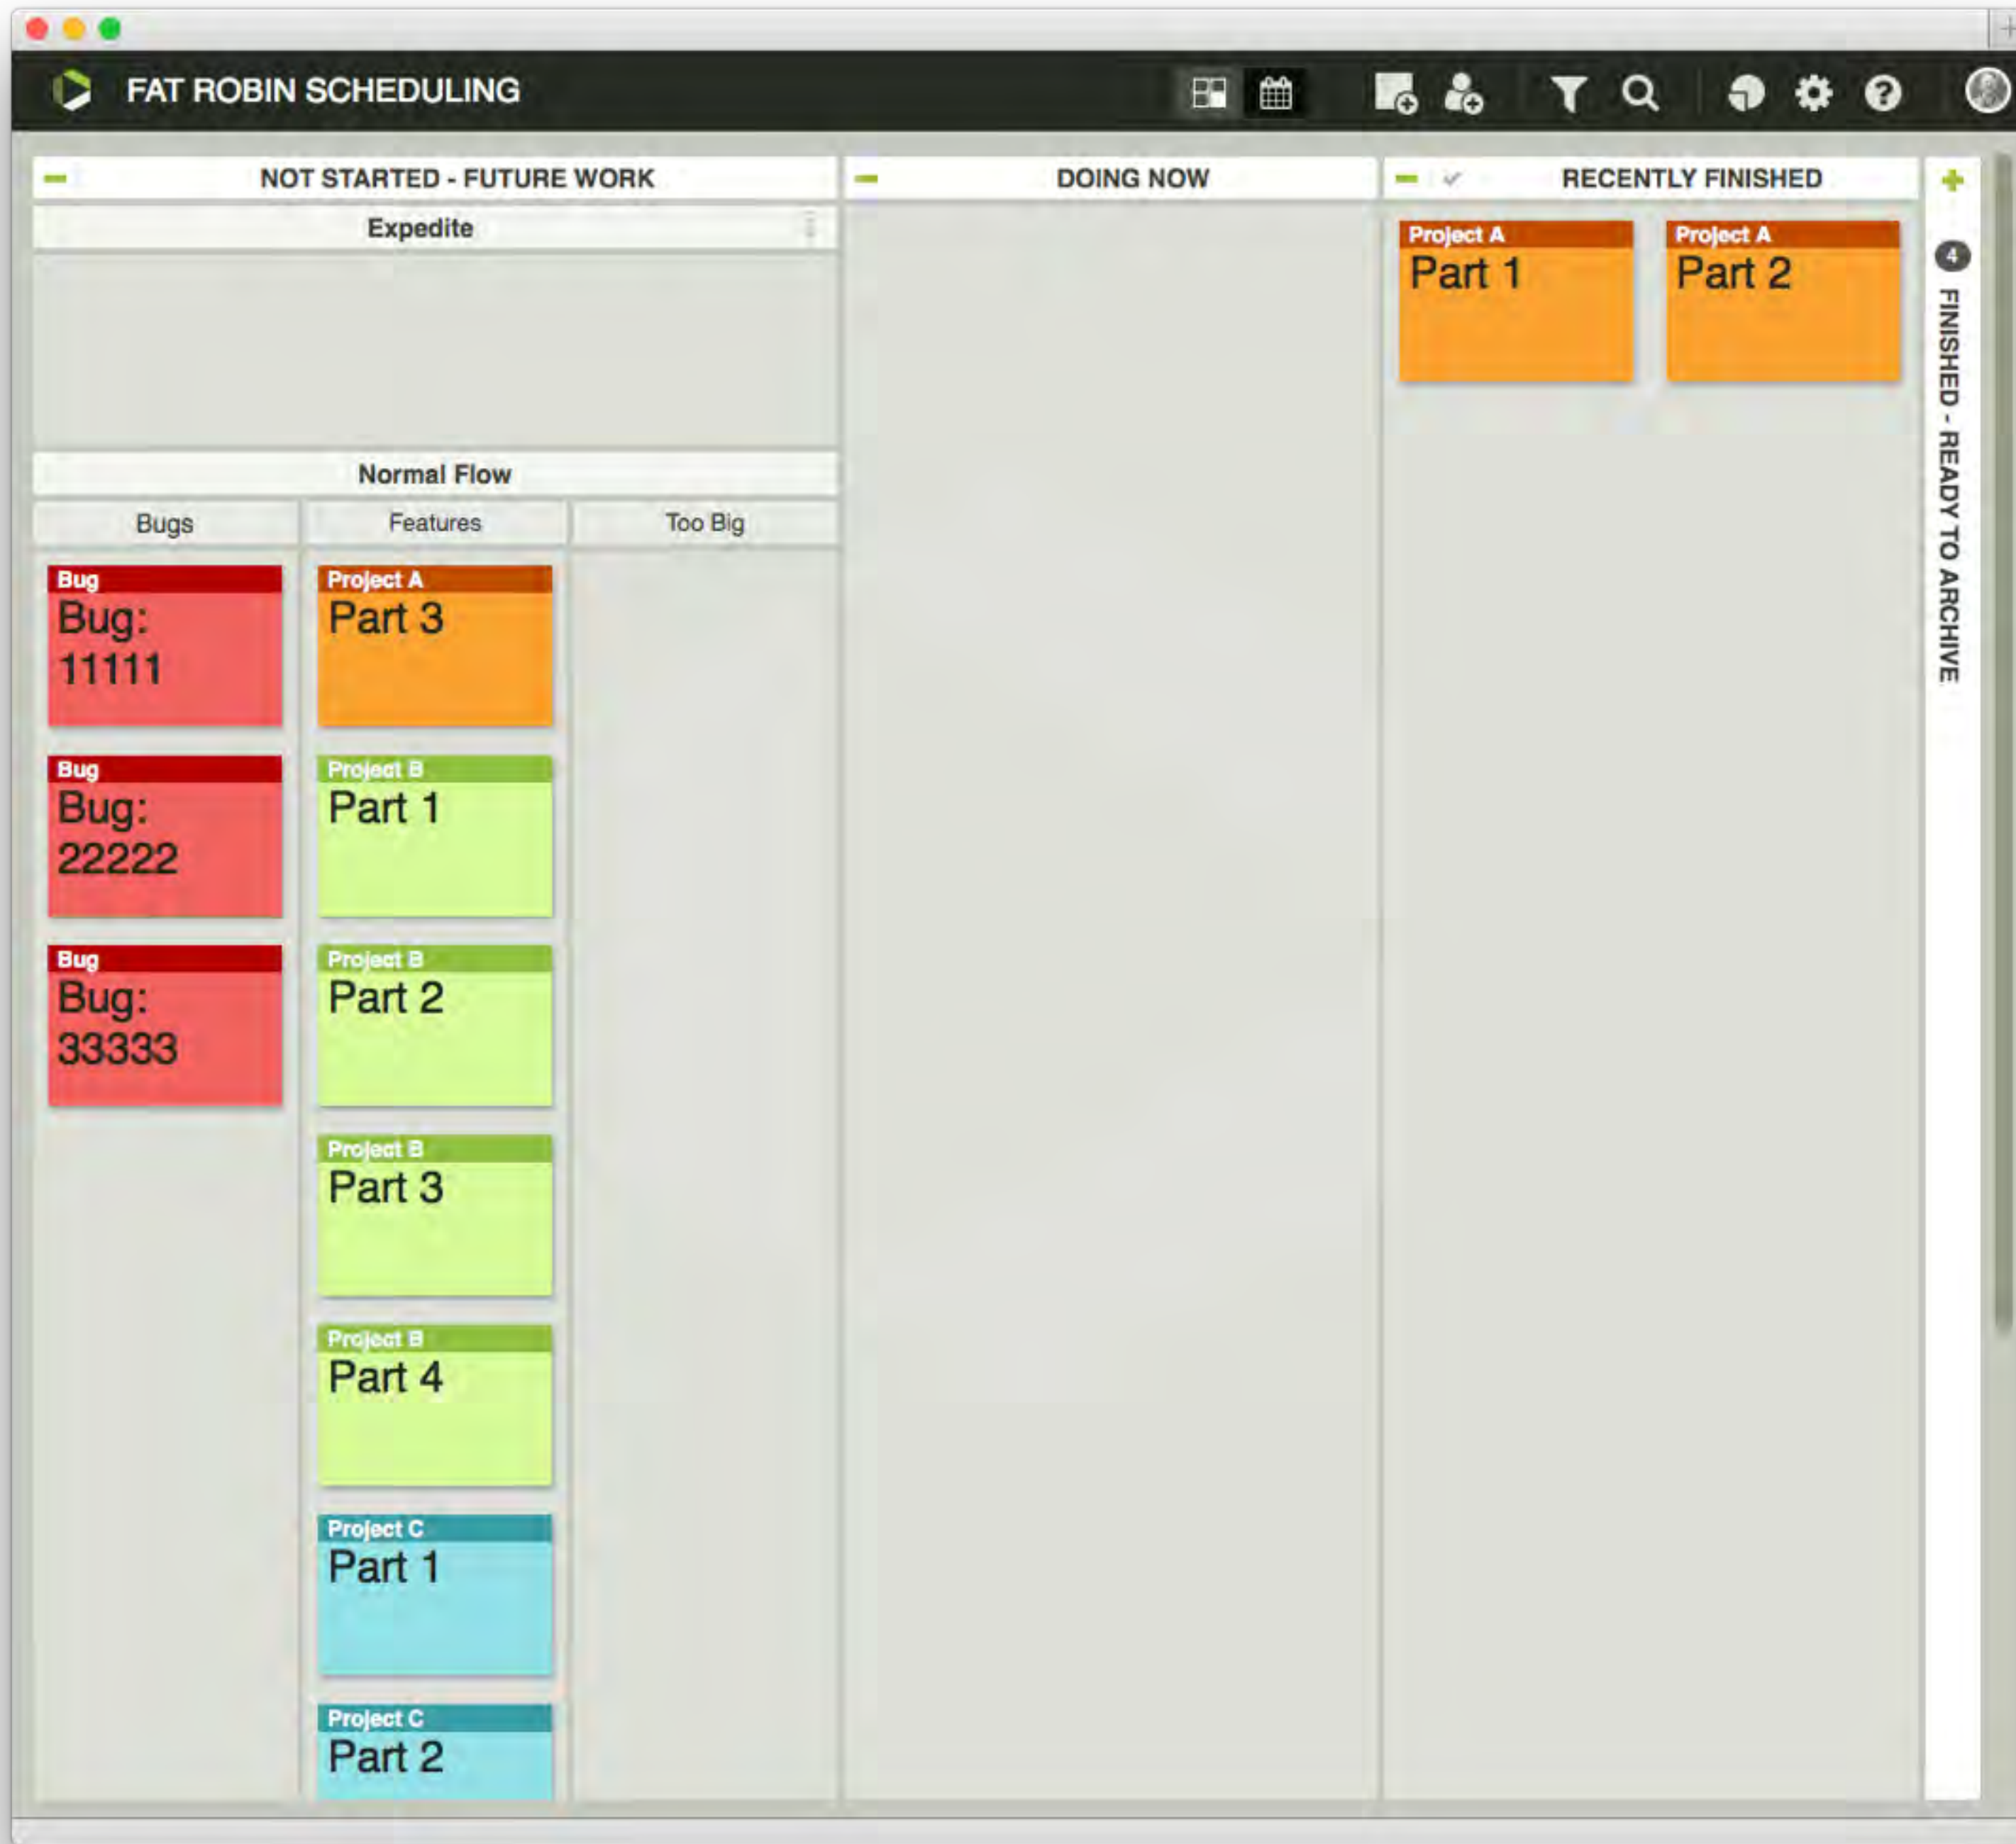 FAT ROBIN SCHEDULING
NOT STARTED - FUTURE WORK
DOING NOW
RECENTLY FINISHED
4
FINISHED - READY TO ARCHIVE
Expedite
Project A
Part 1
Project A
Part 2
Normal Flow
Bugs
Features
Too Big
Bug
Bug:
11111
Bug
Bug:
22222
Bug
Bug:
33333
Project A
Part 3
Project B
Part 1
Project B
Part 2
Project B
Part 3
Project B
Part 4
Project C
Part 1
Project C
Part 2